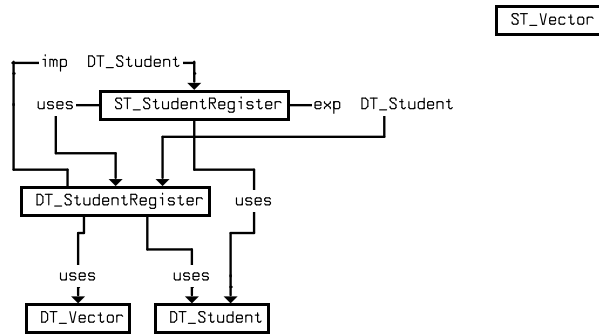 ST_Vector
imp DT_Student
uses ST_StudentRegister exp DT_Student
DT_StudentRegister uses
uses uses
DT_Vector DT_Student